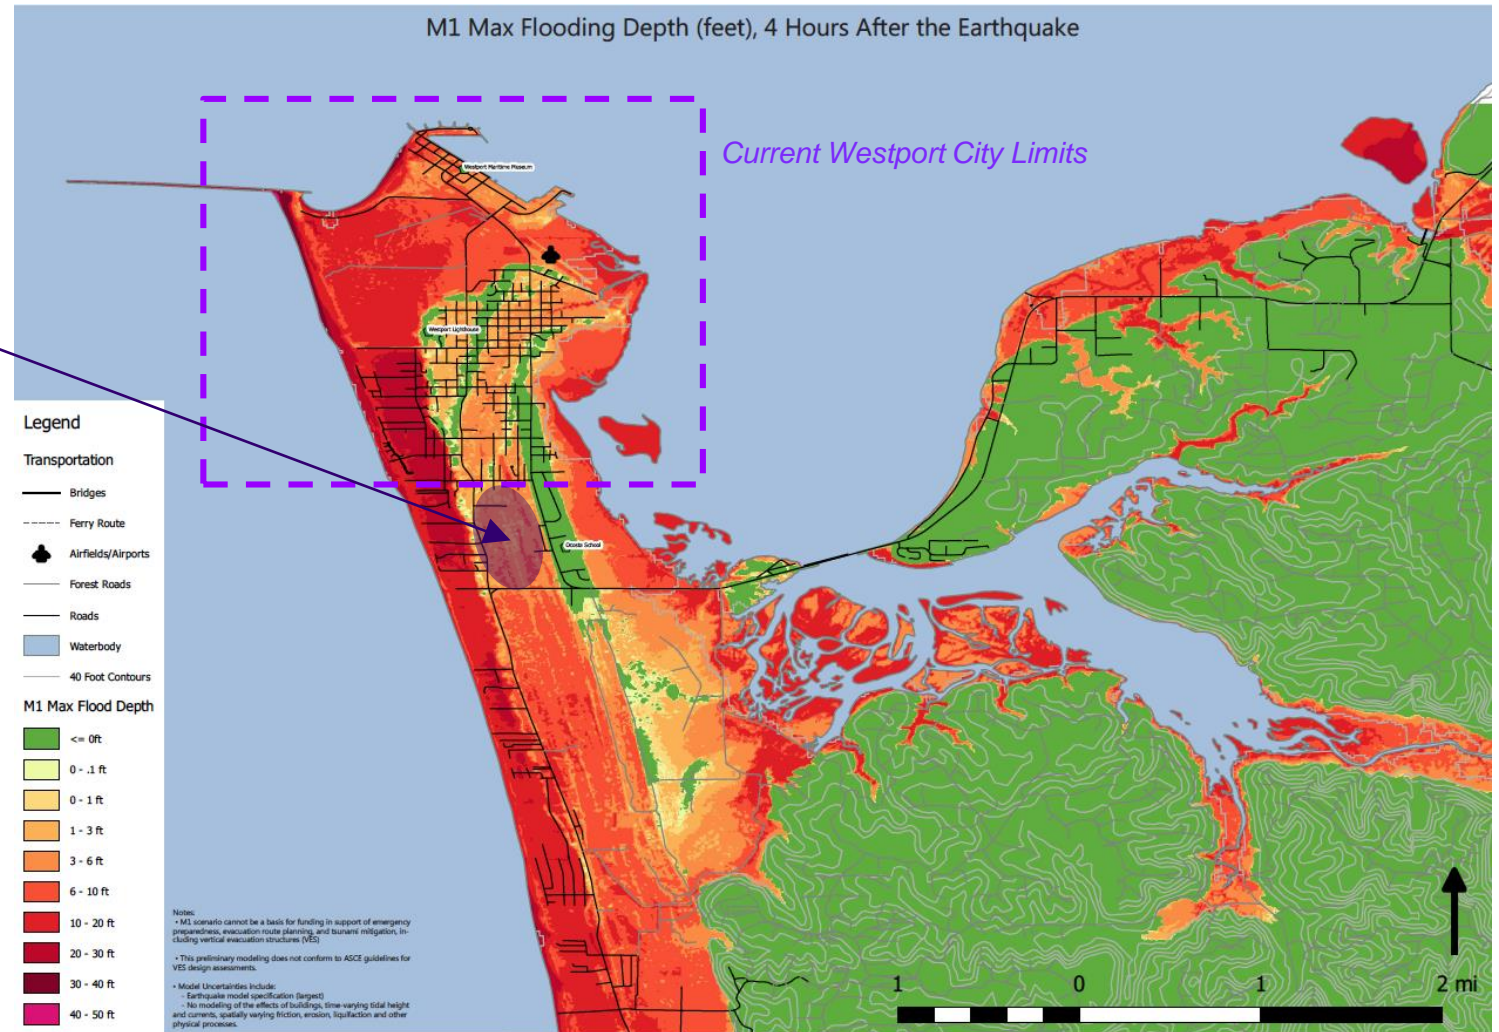 M1 Max Flooding Depth (feet), 4 Hours After the Earthquake
Current Westport City Limits
Westport Maritime Museum
Westport Lighthouse
Ocosta School
Legend
Transportation
Bridges
Ferry Route
Airfields/Airports
Forest Roads
Roads
Waterbody
40 Foot Contours
M1 Max Flood Depth
<= 0ft
0 - .1 ft
0 - 1 ft
1 - 3 ft
3 - 6 ft
6 - 10 ft
10 - 20 ft
20 - 30 ft
30 - 40 ft
40 - 50 ft
Notes:
• M1 scenario cannot be a basis for funding in support of emergency
preparedness, evacuation route planning, and tsunami mitigation, in-
cluding vertical evacuation structures (VES)
• This preliminary modeling does not conform to ASCE guidelines for
VES design assessments.
• Model Uncertainties include:
- Earthquake model specification (largest)
- No modeling of the effects of buildings, time-varying tidal height
and currents, spatially varying friction, erosion, liquifaction and other
physical processes.
1 0 1 2 mi